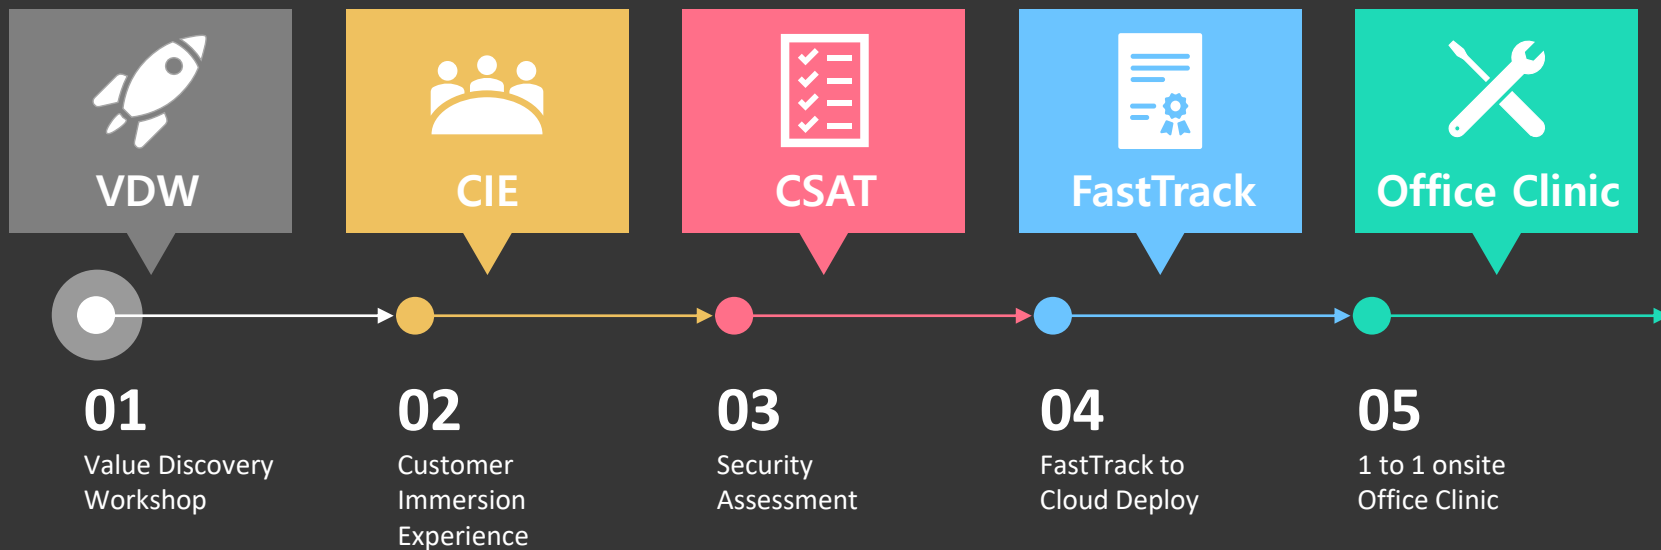 VDW
CIE
CSAT
FastTrack
Office Clinic
01
Value Discovery
Workshop
02
Customer
Immersion
Experience
03
Security
Assessment
04
FastTrack to
Cloud Deploy
05
1 to 1 onsite
Office Clinic